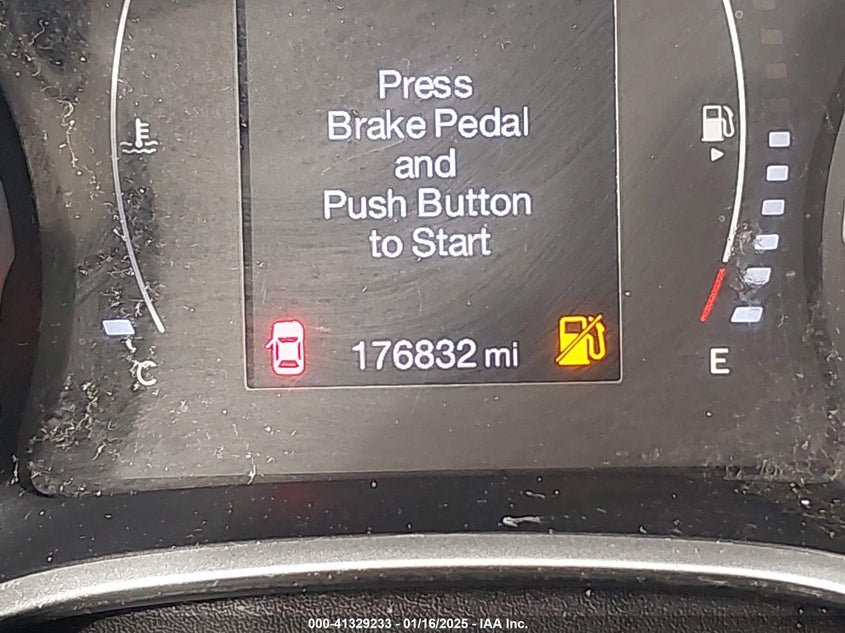 Press
Brake Pedal
and
Push Button
to Start
176832 mi
C
E
000-41329233 - 01/16/2025 - IAA Inc.